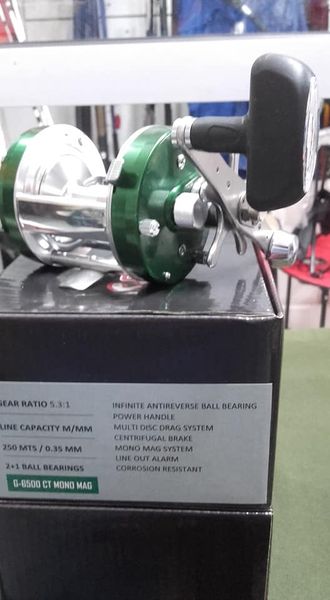 GEAR RATIO 5.3:1
LINE CAPACITY M/MM
250 MTS / 0.35 MM
2+1 BALL BEARINGS
G-6500 CT MONO MAG
INFINITE ANTIREVERSE BALL BEARING
POWER HANDLE
MULTI DISC DRAG SYSTEM
CENTRIFUGAL BRAKE
MONO MAG SYSTEM
LINE OUT ALARM
CORROSION RESISTANT